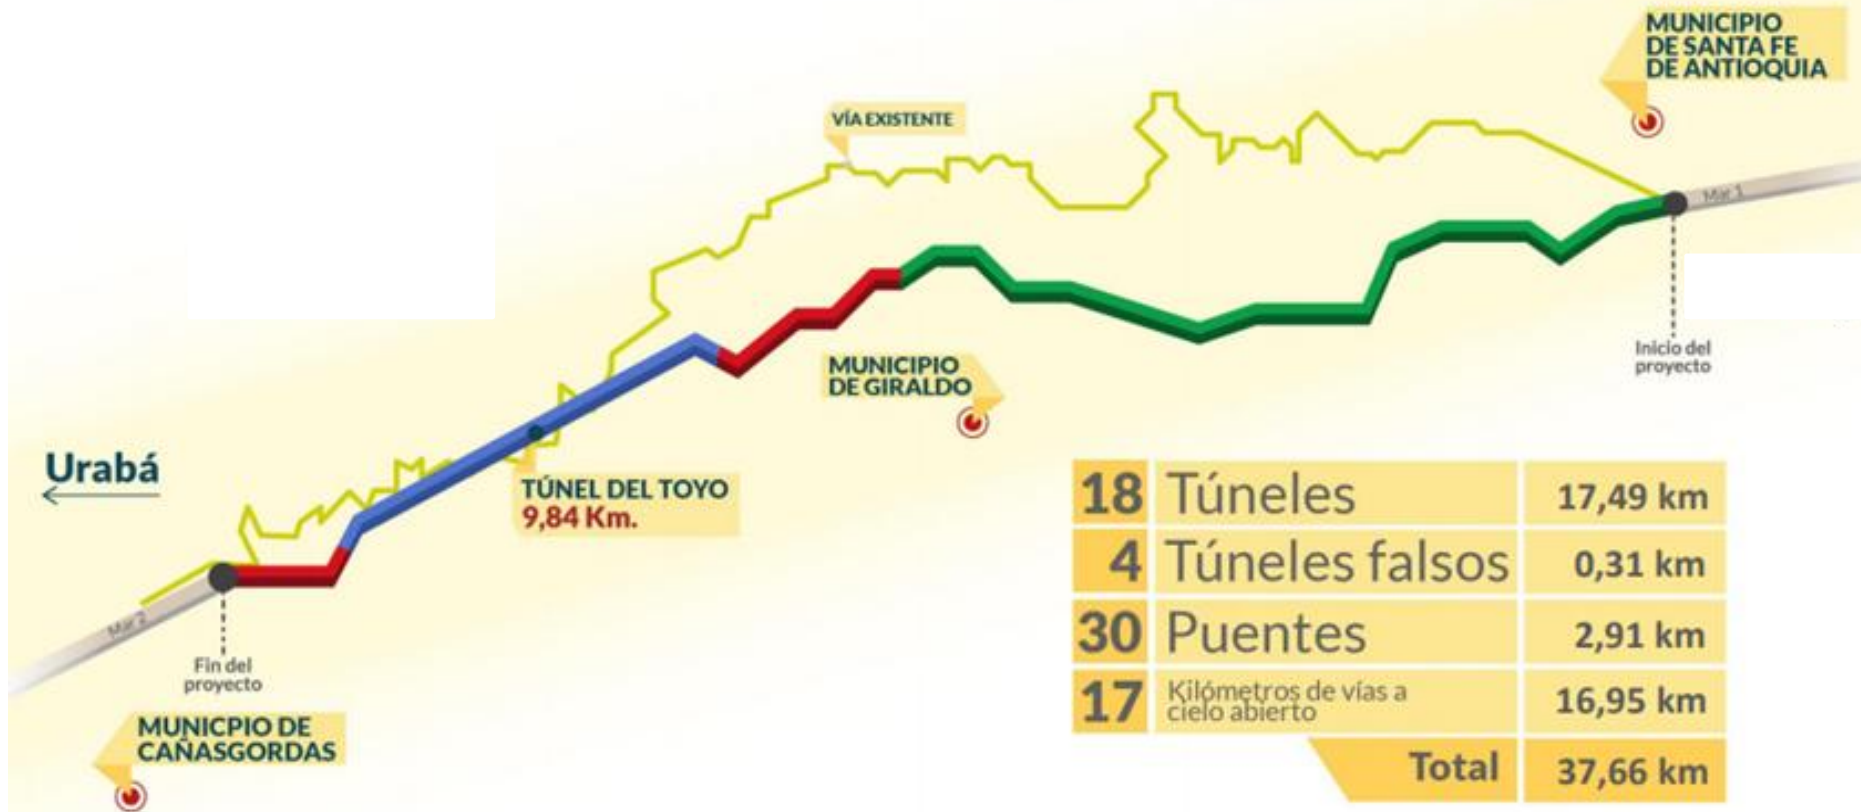 MUNICIPIO
DE SANTA FE
DE ANTIOQUIA
VÍA EXISTENTE
Mar 1
Inicio del
proyecto
MUNICIPIO
DE GIRALDO
Urabá
TÚNEL DEL TOYO
9,84 Km.
Mar 2
Fin del
proyecto
MUNICPIO DE
CAÑASGORDAS
18 Túneles 17,49 km
4 Túneles falsos 0,31 km
30 Puentes 2,91 km
17 Kilómetros de vías a
cielo abierto 16,95 km
Total 37,66 km